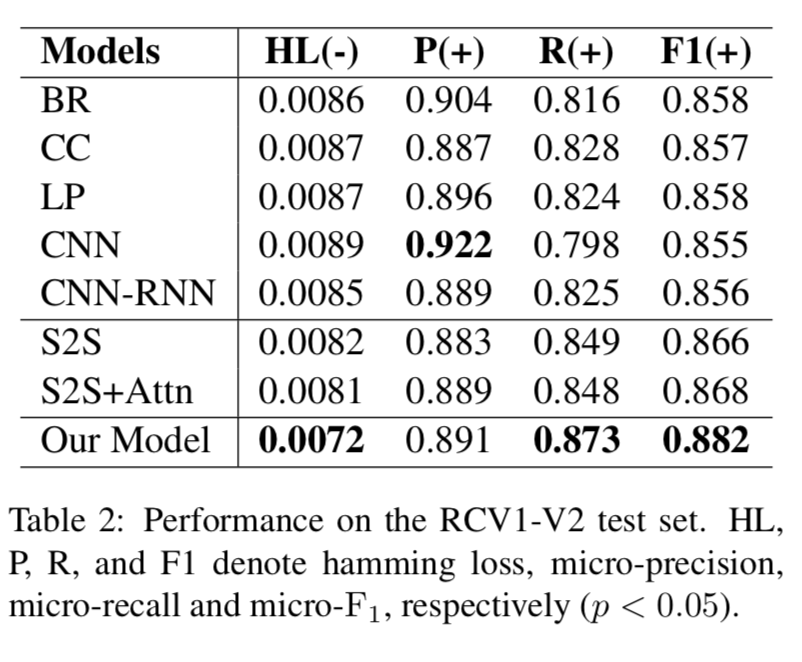 Models HL(-) P(+) R(+) F1(+)
BR 0.0086 0.904 0.816 0.858
CC 0.0087 0.887 0.828 0.857
LP 0.0087 0.896 0.824 0.858
CNN 0.0089 0.922 0.798 0.855
CNN-RNN 0.0085 0.889 0.825 0.856
S2S 0.0082 0.883 0.849 0.866
S2S+Attn 0.0081 0.889 0.848 0.868
Our Model 0.0072 0.891 0.873 0.882
Table 2: Performance on the RCV1-V2 test set. HL,
P, R, and F1 denote hamming loss, micro-precision,
micro-recall and micro-F₁, respectively (p < 0.05).